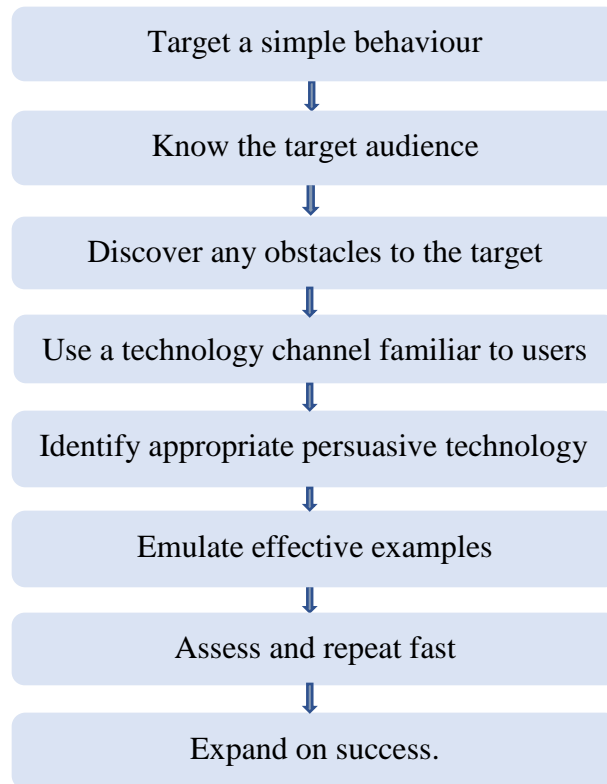 Target a simple behaviour
Know the target audience
Discover any obstacles to the target
Use a technology channel familiar to users
Identify appropriate persuasive technology
Emulate effective examples
Assess and repeat fast
Expand on success.